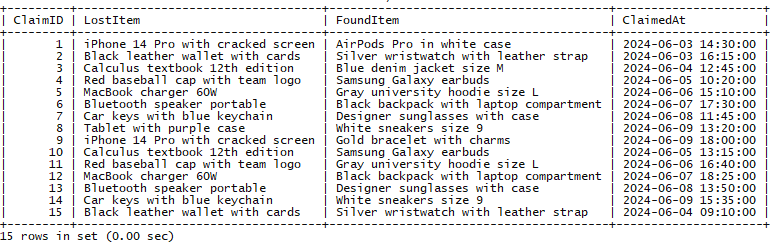 +---------+-----------------------------------+----------------------------------------+---------------------+
| ClaimID | LostItem                          | FoundItem                              | ClaimedAt           |
+---------+-----------------------------------+----------------------------------------+---------------------+
|       1 | iPhone 14 Pro with cracked screen | AirPods Pro in white case              | 2024-06-03 14:30:00 |
|       2 | Black leather wallet with cards   | Silver wristwatch with leather strap   | 2024-06-03 16:15:00 |
|       3 | Calculus textbook 12th edition    | Blue denim jacket size M               | 2024-06-04 12:45:00 |
|       4 | Red baseball cap with team logo   | Samsung Galaxy earbuds                 | 2024-06-05 10:20:00 |
|       5 | MacBook charger 60W               | Gray university hoodie size L          | 2024-06-06 15:10:00 |
|       6 | Bluetooth speaker portable        | Black backpack with laptop compartment | 2024-06-07 17:30:00 |
|       7 | Car keys with blue keychain       | Designer sunglasses with case          | 2024-06-08 11:45:00 |
|       8 | Tablet with purple case           | White sneakers size 9                  | 2024-06-09 13:20:00 |
|       9 | iPhone 14 Pro with cracked screen | Gold bracelet with charms              | 2024-06-09 18:00:00 |
|      10 | Calculus textbook 12th edition    | Samsung Galaxy earbuds                 | 2024-06-05 13:15:00 |
|      11 | Red baseball cap with team logo   | Gray university hoodie size L          | 2024-06-06 16:40:00 |
|      12 | MacBook charger 60W               | Black backpack with laptop compartment | 2024-06-07 18:25:00 |
|      13 | Bluetooth speaker portable        | Designer sunglasses with case          | 2024-06-08 13:50:00 |
|      14 | Car keys with blue keychain       | White sneakers size 9                  | 2024-06-09 15:35:00 |
|      15 | Black leather wallet with cards   | Silver wristwatch with leather strap   | 2024-06-04 09:10:00 |
+---------+-----------------------------------+----------------------------------------+---------------------+
15 rows in set (0.00 sec)